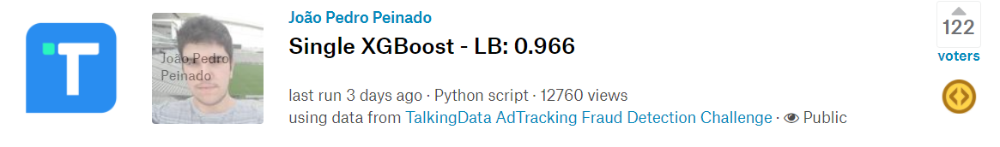 T
João Pedro Peinado
João Pedro
Peinado
Single XGBoost - LB: 0.966
last run 3 days ago · Python script · 12760 views
using data from TalkingData AdTracking Fraud Detection Challenge · Public
122
voters